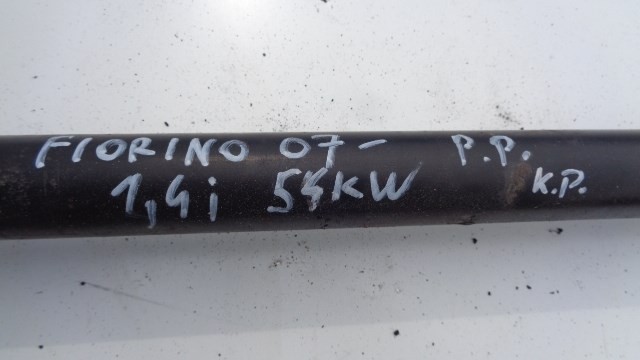 FIORINO 07- P.P.
1,4i 54KW K.P.